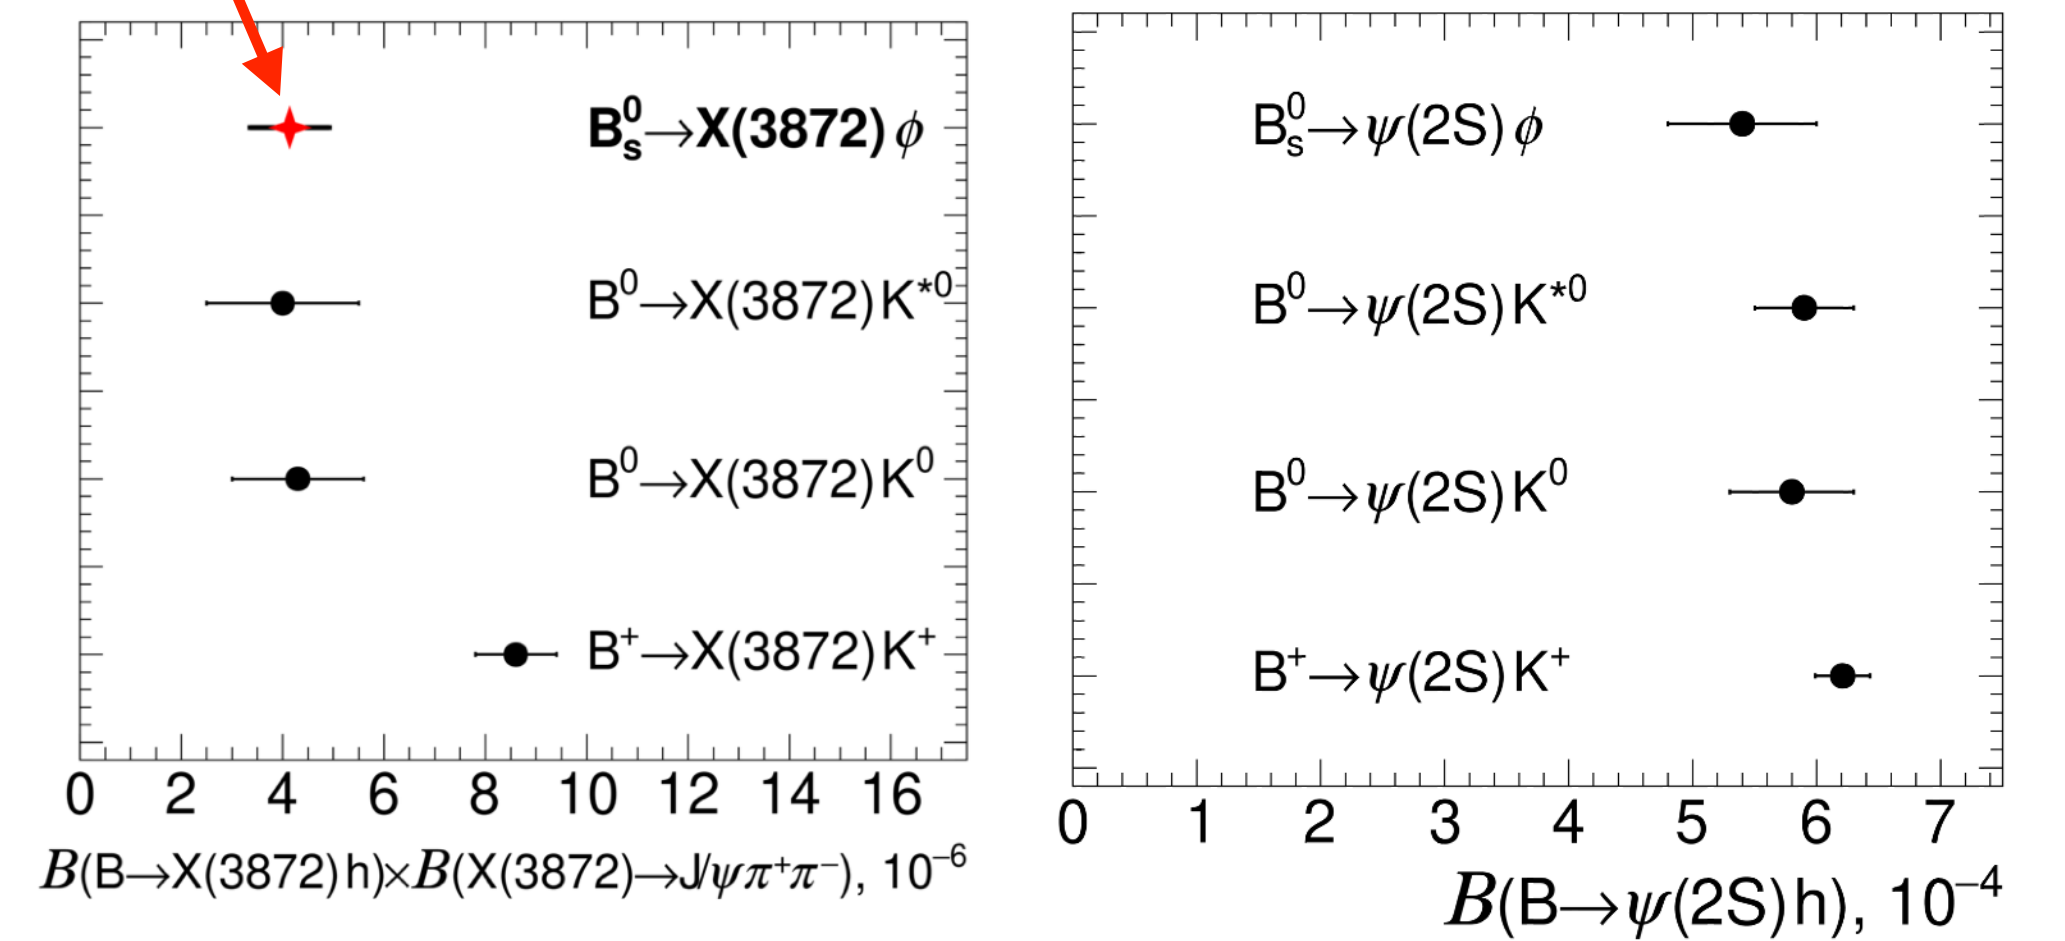 B⁰ₛ→X(3872)ϕ
B⁰→X(3872)K*⁰
B⁰→X(3872)K⁰
B⁺→X(3872)K⁺
0 2 4 6 8 10 12 14 16
𝓑(B→X(3872)h)×𝓑(X(3872)→J/ψπ⁺π⁻), 10⁻⁶
B⁰ₛ→ψ(2S)ϕ
B⁰→ψ(2S)K*⁰
B⁰→ψ(2S)K⁰
B⁺→ψ(2S)K⁺
0 1 2 3 4 5 6 7
𝓑(B→ψ(2S)h), 10⁻⁴